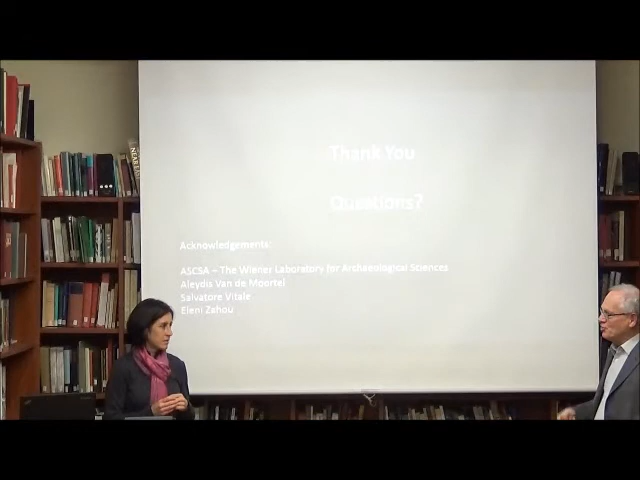 Thank You
Questions?
Acknowledgements:
ASCSA – The Wiener Laboratory for Archaeological Sciences
Aleydis Van de Moortel
Salvatore Vitale
Eleni Zahou